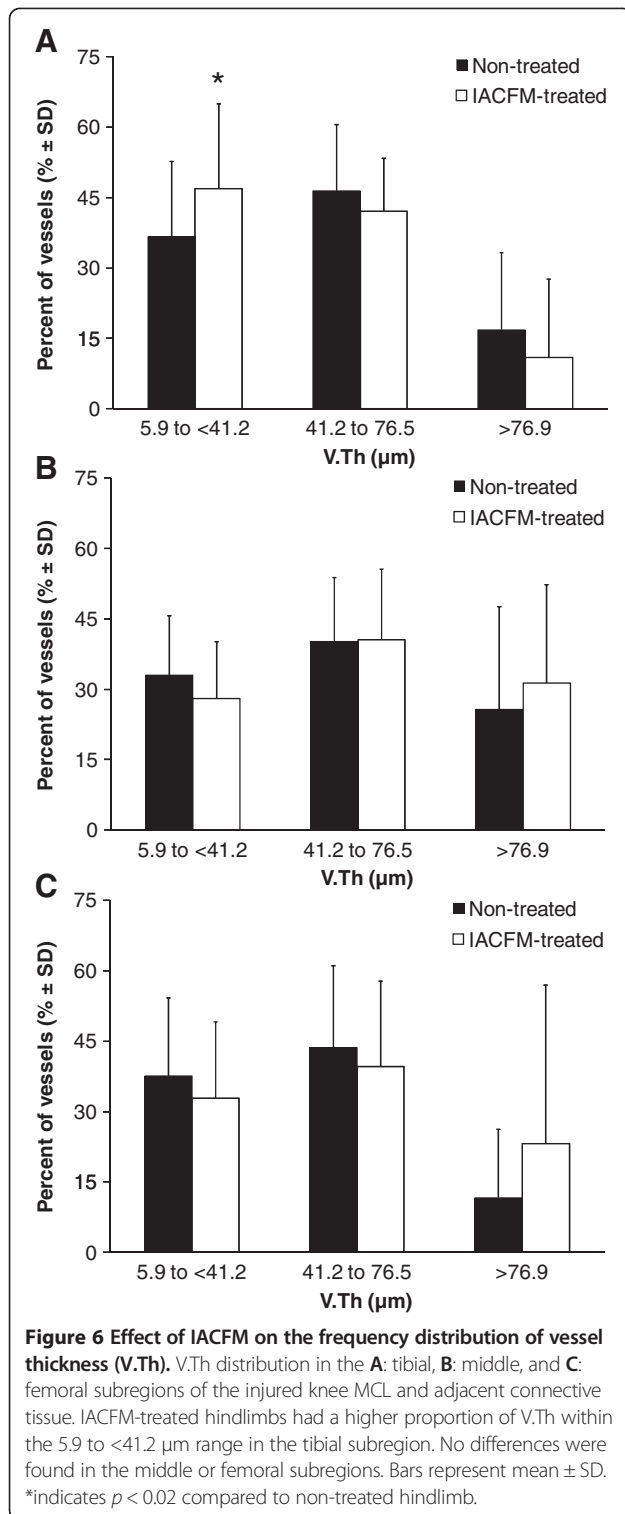 A
Percent of vessels (% ± SD)
75
60
45
30
15
0
*
Non-treated
IACFM-treated
5.9 to <41.2 41.2 to 76.5 >76.9
V.Th (µm)
B
Percent of vessels (% ± SD)
75
60
45
30
15
0
Non-treated
IACFM-treated
5.9 to <41.2 41.2 to 76.5 >76.9
V.Th (µm)
C
Percent of vessels (% ± SD)
75
60
45
30
15
0
Non-treated
IACFM-treated
5.9 to <41.2 41.2 to 76.5 >76.9
V.Th (µm)
Figure 6 Effect of IACFM on the frequency distribution of vessel
thickness (V.Th). V.Th distribution in the A: tibial, B: middle, and C:
femoral subregions of the injured knee MCL and adjacent connective
tissue. IACFM-treated hindlimbs had a higher proportion of V.Th within
the 5.9 to <41.2 µm range in the tibial subregion. No differences were
found in the middle or femoral subregions. Bars represent mean ± SD.
*indicates p < 0.02 compared to non-treated hindlimb.